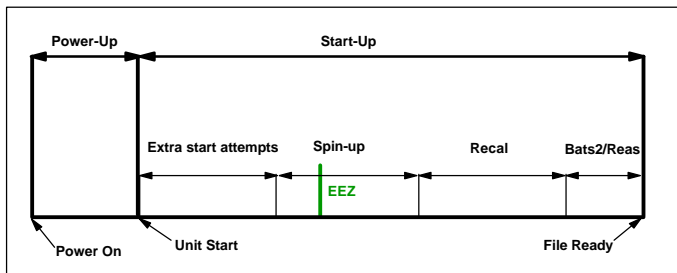 Power-Up
Start-Up
Extra start attempts
Spin-up
Recal
Bats2/Reas
EEZ
Power On
Unit Start
File Ready